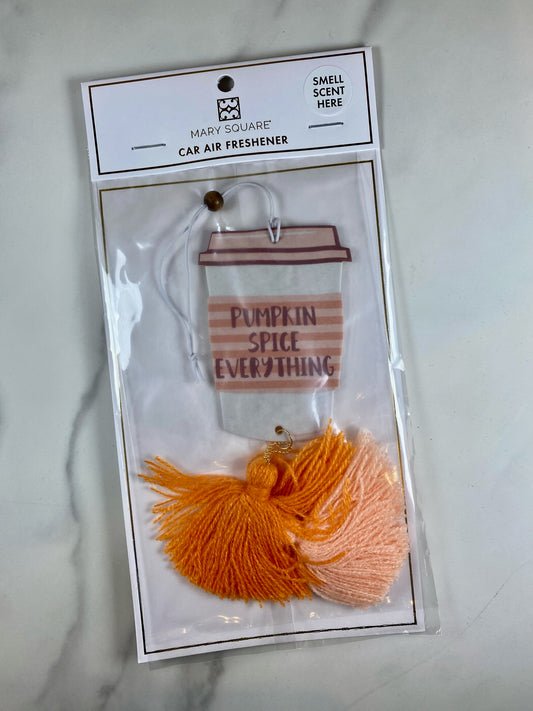 SMELL
SCENT
HERE
MARY SQUARE
CAR AIR FRESHENER
PUMPKIN
SPICE
EVERYTHING